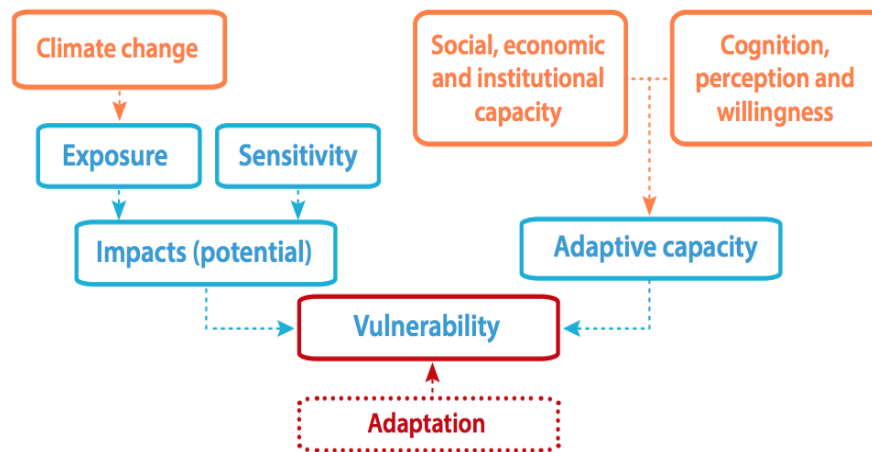 Climate change
Social, economic
and institutional
capacity
Cognition,
perception and
willingness
Exposure
Sensitivity
Impacts (potential)
Adaptive capacity
Vulnerability
Adaptation